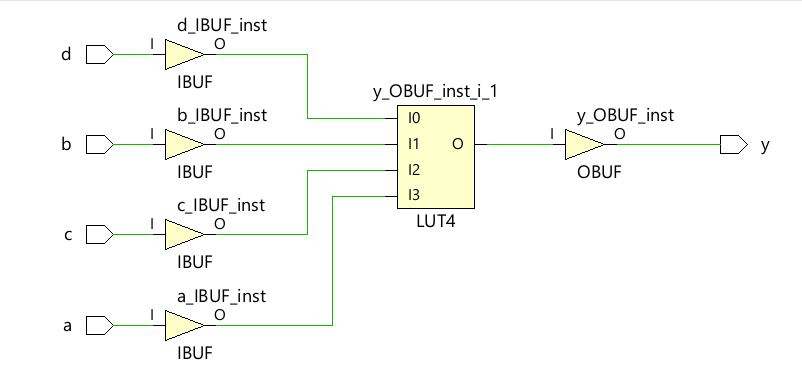 d_IBUF_inst
d
I
O
IBUF
y_OBUF_inst_i_1
b_IBUF_inst
b
I
O
IBUF
I0
I1
I2
I3
O
LUT4
y_OBUF_inst
I
O
y
OBUF
c_IBUF_inst
c
I
O
IBUF
a_IBUF_inst
a
I
O
IBUF